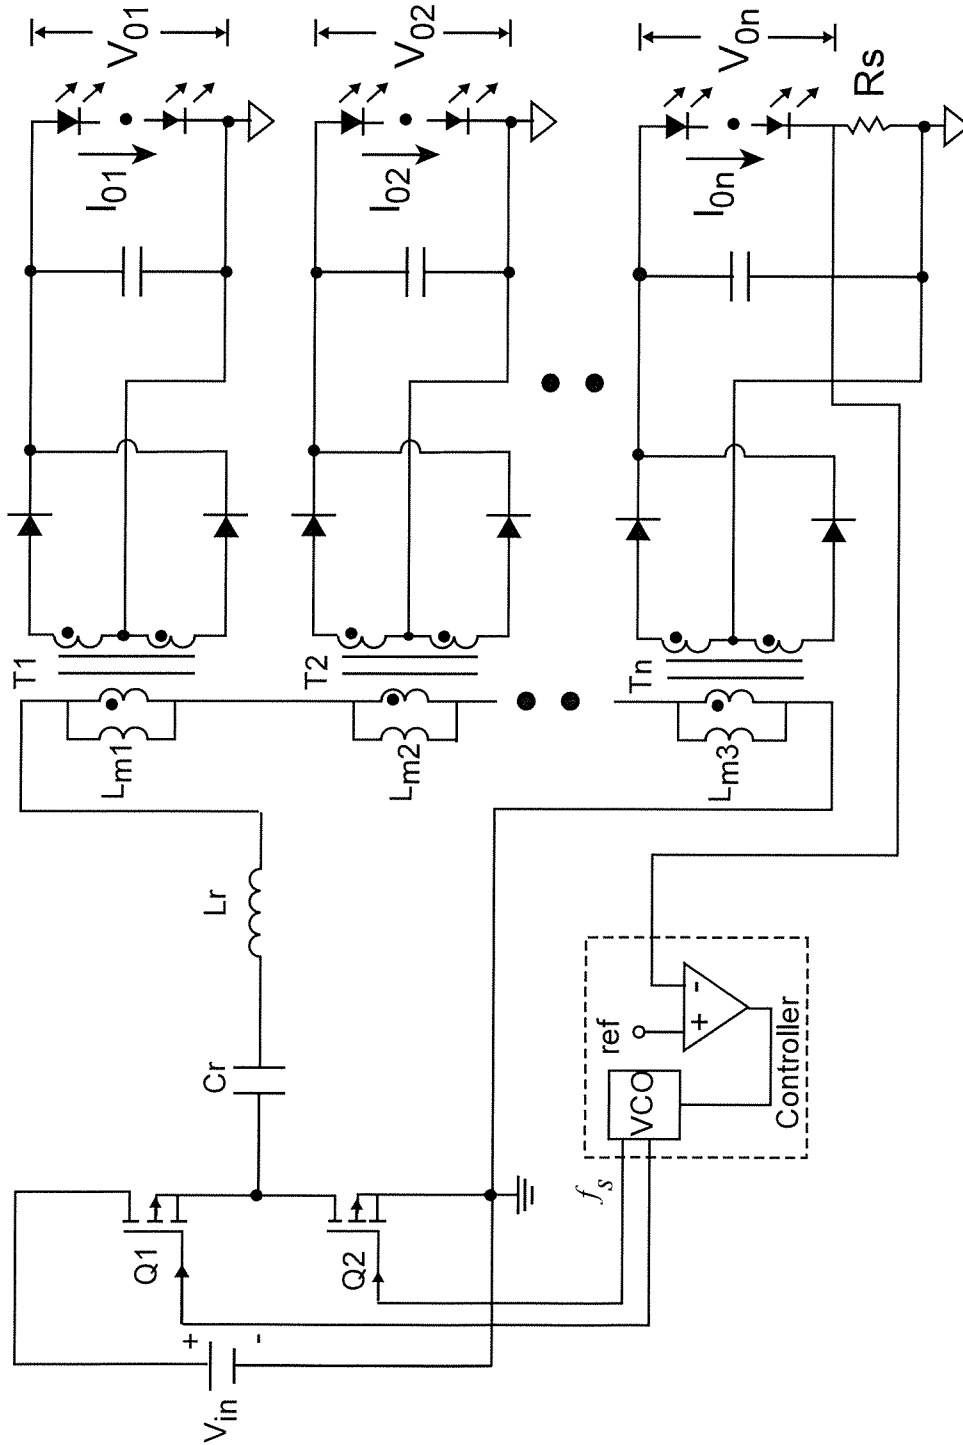 V01
I01
V02
I02
V0n
I0n
Rs
T1
T2
Tn
Lm1
Lm2
Lm3
Lr
Cr
Q1
Q2
+
-
Vin
fs
ref
+
-
VCO
Controller